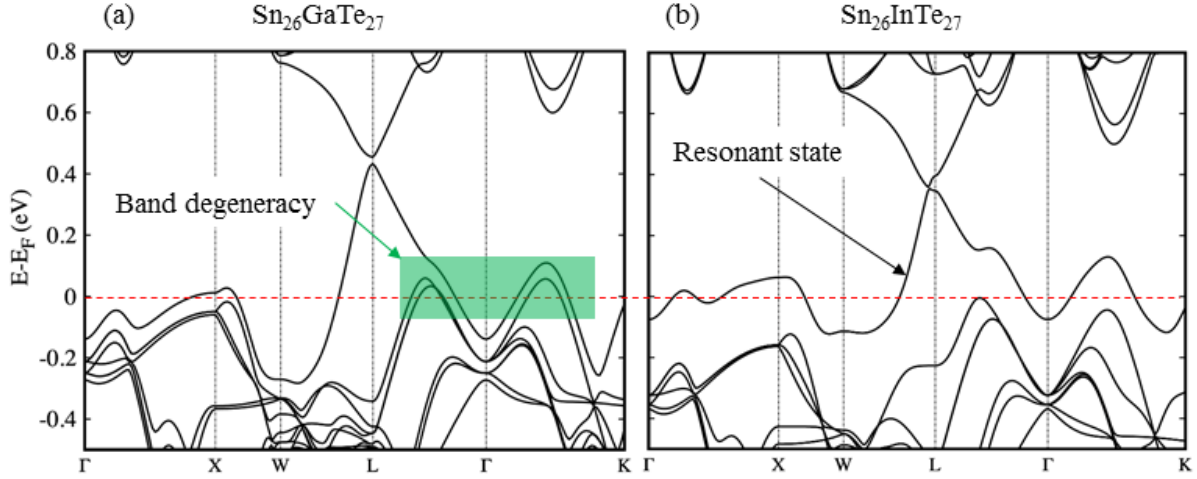 (a) Sn₂₆GaTe₂₇
(b) Sn₂₆InTe₂₇
E-E_F (eV)
0.8
0.6
0.4
0.2
0
-0.2
-0.4
Band degeneracy
Resonant state
Γ X W L Γ K
Γ X W L Γ K